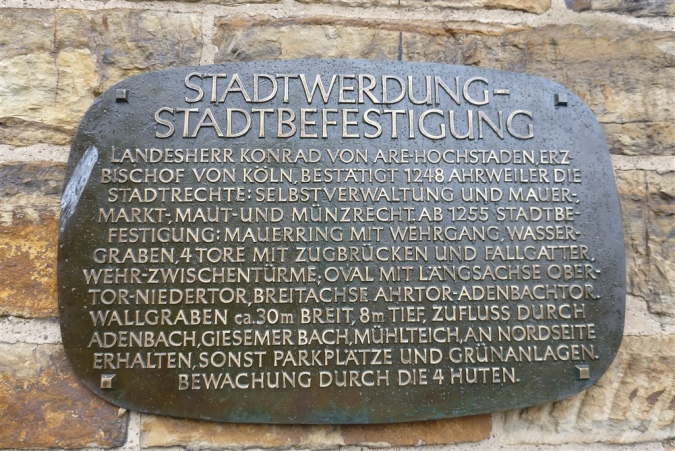 STADTWERDUNG-
STADTBEFESTIGUNG
LANDESHERR KONRAD VON ARE-HOCHSTADEN, ERZ-
BISCHOF VON KÖLN, BESTÄTIGT 1248 AHRWEILER DIE
STADTRECHTE: SELBSTVERWALTUNG UND MAUER-,
MARKT-, MAUT- UND MÜNZRECHT. AB 1255 STADTBE-
FESTIGUNG: MAUERRING MIT WEHRGANG, WASSER-
GRABEN, 4 TORE MIT ZUGBRÜCKEN UND FALLGATTER,
WEHR-ZWISCHENTÜRME; OVAL MIT LÄNGSACHSE OBER-
TOR-NIEDERTOR, BREITACHSE AHRTOR-ADENBACHTOR.
WALLGRABEN ca. 30m BREIT, 8m TIEF, ZUFLUSS DURCH
ADENBACH, GIESEMER BACH, MÜHLTEICH, AN NORDSEITE
ERHALTEN, SONST PARKPLÄTZE UND GRÜNANLAGEN.
BEWACHUNG DURCH DIE 4 HUTEN.